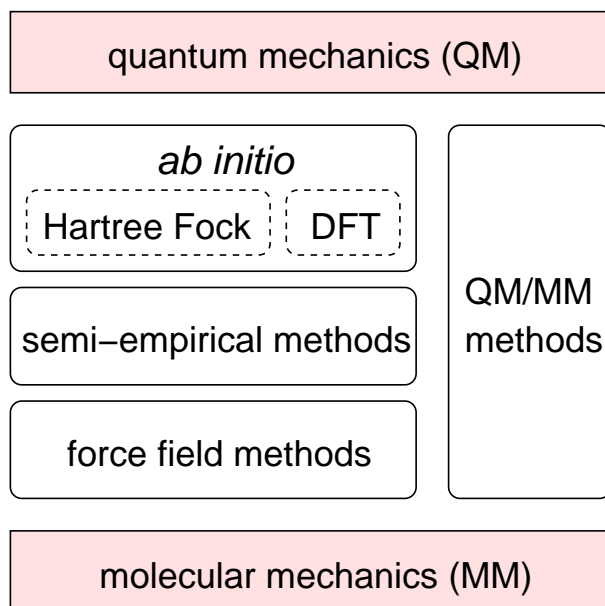 quantum mechanics (QM)
ab initio
Hartree Fock
DFT
semi−empirical methods
force field methods
QM/MM
methods
molecular mechanics (MM)